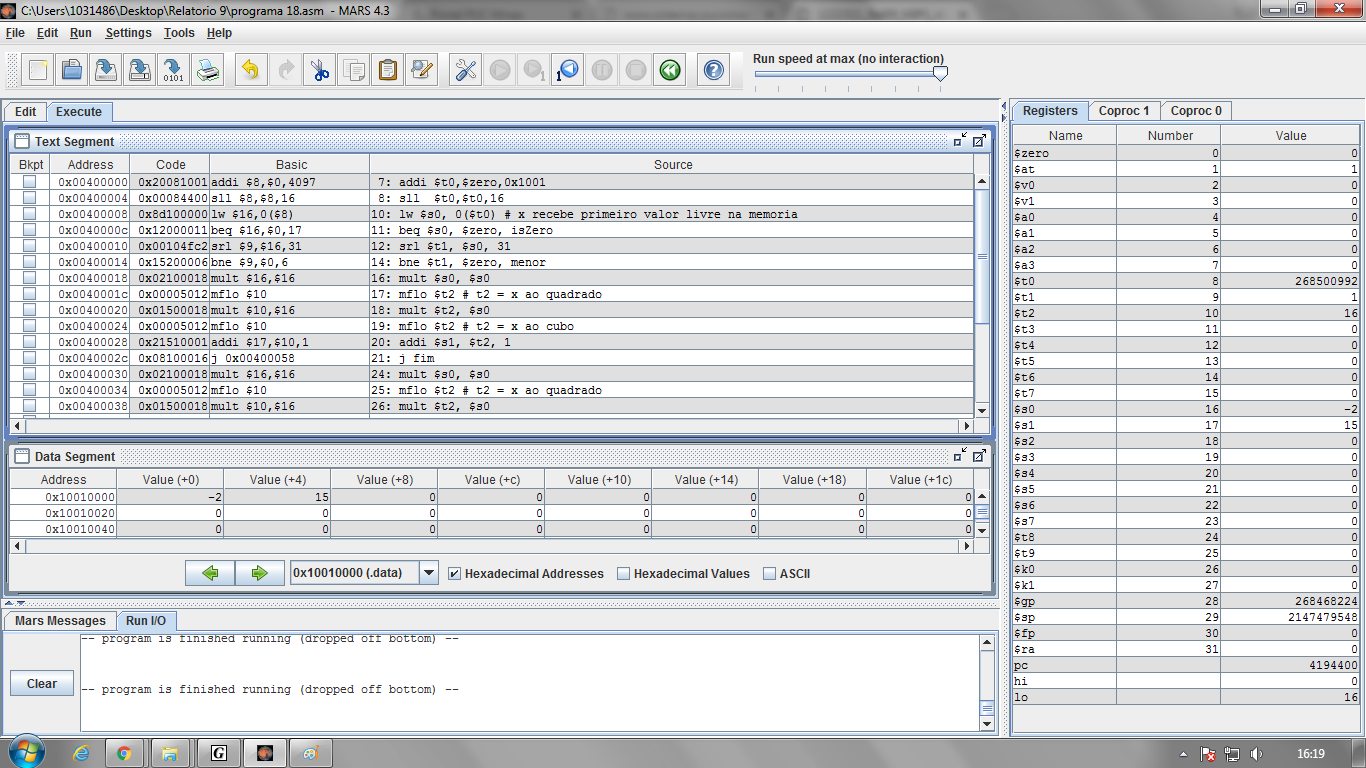 C:\Users\1031486\Desktop\Relatorio 9\programa 18.asm - MARS 4.3
File Edit Run Settings Tools Help
Run speed at max (no interaction)
Edit Execute
Text Segment
Bkpt Address Code Basic Source
0x00400000 0x20081001 addi $8,$0,4097 7: addi $t0,$zero,0x1001
0x00400004 0x00084400 sll $8,$8,16 8: sll $t0,$t0,16
0x00400008 0x8d100000 lw $16,0($8) 10: lw $s0, 0($t0) # x recebe primeiro valor livre na memoria
0x0040000c 0x12000011 beq $16,$0,17 11: beq $s0, $zero, isZero
0x00400010 0x00104fc2 srl $9,$16,31 12: srl $t1, $s0, 31
0x00400014 0x15200006 bne $9,$0,6 14: bne $t1, $zero, menor
0x00400018 0x02100018 mult $16,$16 16: mult $s0, $s0
0x0040001c 0x00005012 mflo $10 17: mflo $t2 # t2 = x ao quadrado
0x00400020 0x01500018 mult $10,$16 18: mult $t2, $s0
0x00400024 0x00005012 mflo $10 19: mflo $t2 # t2 = x ao cubo
0x00400028 0x21510001 addi $17,$10,1 20: addi $s1, $t2, 1
0x0040002c 0x08100016 j 0x00400058 21: j fim
0x00400030 0x02100018 mult $16,$16 24: mult $s0, $s0
0x00400034 0x00005012 mflo $10 25: mflo $t2 # t2 = x ao quadrado
0x00400038 0x01500018 mult $10,$16 26: mult $t2, $s0
Data Segment
Address Value (+0) Value (+4) Value (+8) Value (+c) Value (+10) Value (+14) Value (+18) Value (+1c)
0x10010000 -2 15 0 0 0 0 0 0
0x10010020 0 0 0 0 0 0 0 0
0x10010040 0 0 0 0 0 0 0 0
0x10010000 (.data) Hexadecimal Addresses Hexadecimal Values ASCII
Mars Messages Run I/O
-- program is finished running (dropped off bottom) --
-- program is finished running (dropped off bottom) --
Clear
Registers Coproc 1 Coproc 0
Name Number Value
$zero 0 0
$at 1 1
$v0 2 0
$v1 3 0
$a0 4 0
$a1 5 0
$a2 6 0
$a3 7 0
$t0 8 268500992
$t1 9 1
$t2 10 16
$t3 11 0
$t4 12 0
$t5 13 0
$t6 14 0
$t7 15 0
$s0 16 -2
$s1 17 15
$s2 18 0
$s3 19 0
$s4 20 0
$s5 21 0
$s6 22 0
$s7 23 0
$t8 24 0
$t9 25 0
$k0 26 0
$k1 27 0
$gp 28 268468224
$sp 29 2147479548
$fp 30 0
$ra 31 0
pc 4194400
hi 0
lo 16
16:19